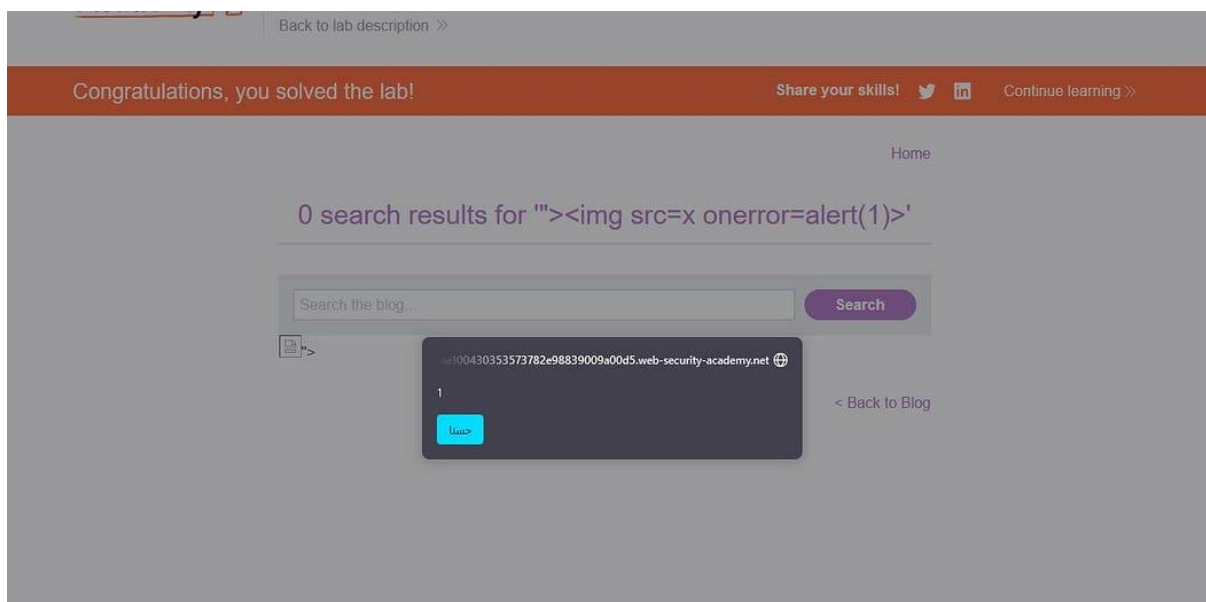 Back to lab description »
Congratulations, you solved the lab!
Share your skills!
in
Continue learning »
Home
0 search results for '"><img src=x onerror=alert(1)>'
Search the blog...
Search
">
100430353573782e98839009a00d5.web-security-academy.net
1
حسنا
< Back to Blog